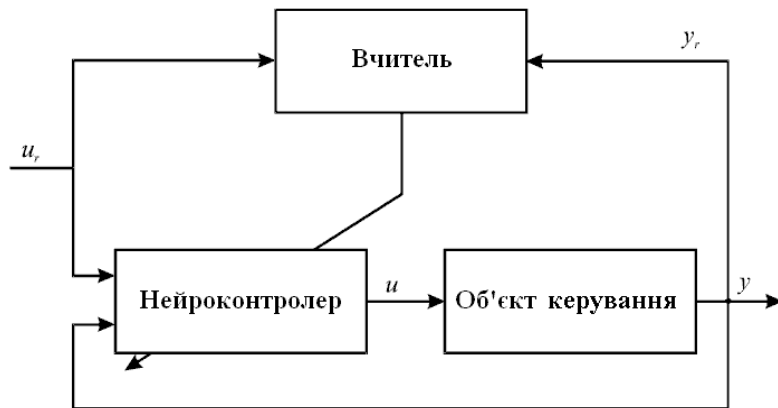 Вчитель
y_r
u_r
Нейроконтролер
u
Об'єкт керування
y